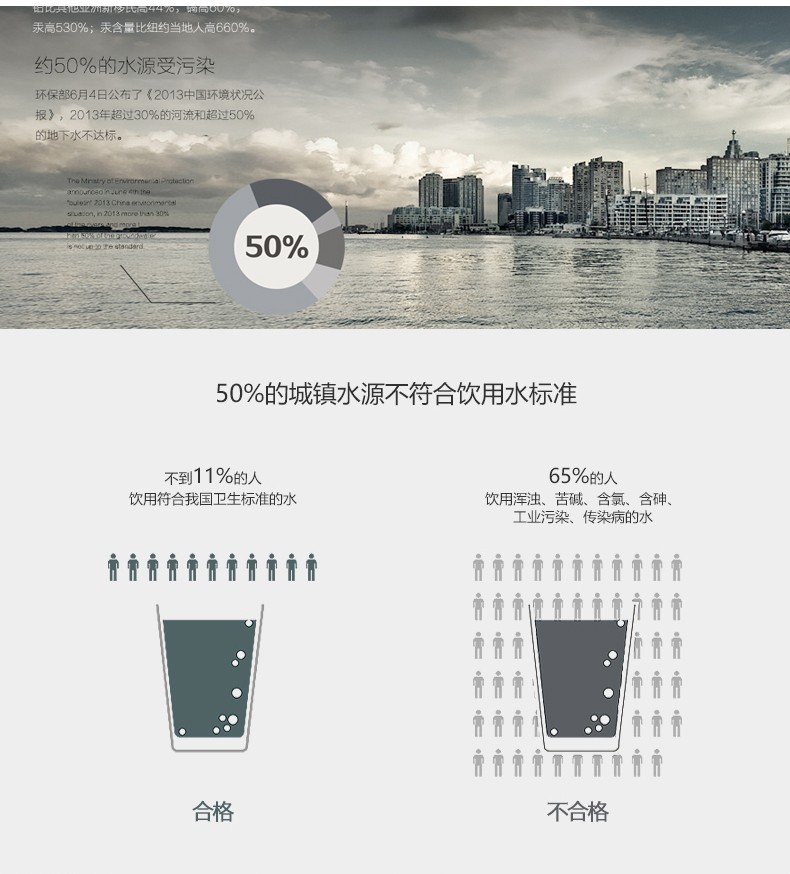 铅比其他亚洲新移民高44%，镉高60%，
汞高530%；汞含量比纽约当地人高660%。
约50%的水源受污染
环保部6月4日公布了《2013中国环境状况公
报》，2013年超过30%的河流和超过50%
的地下水不达标。
The Ministry of Environmental Protection
announced in June 4th the
"bulletin" 2013 China environmental
situation, in 2013 more than 30%
of the rivers and more t
han 50% of the groundwater
is not up to the standard.
50%
50%的城镇水源不符合饮用水标准
不到11%的人
饮用符合我国卫生标准的水
65%的人
饮用浑浊、苦碱、含氯、含砷、
工业污染、传染病的水
合格
不合格